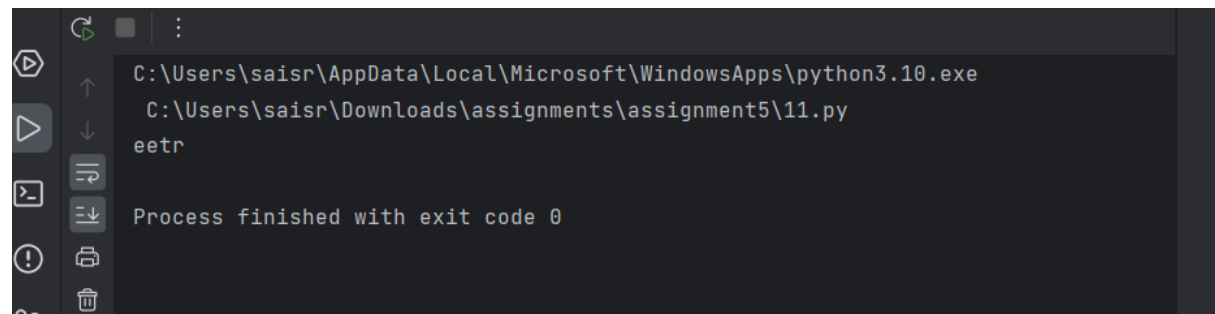 C:\Users\saisr\AppData\Local\Microsoft\WindowsApps\python3.10.exe
C:\Users\saisr\Downloads\assignments\assignment5\11.py
eetr
Process finished with exit code 0